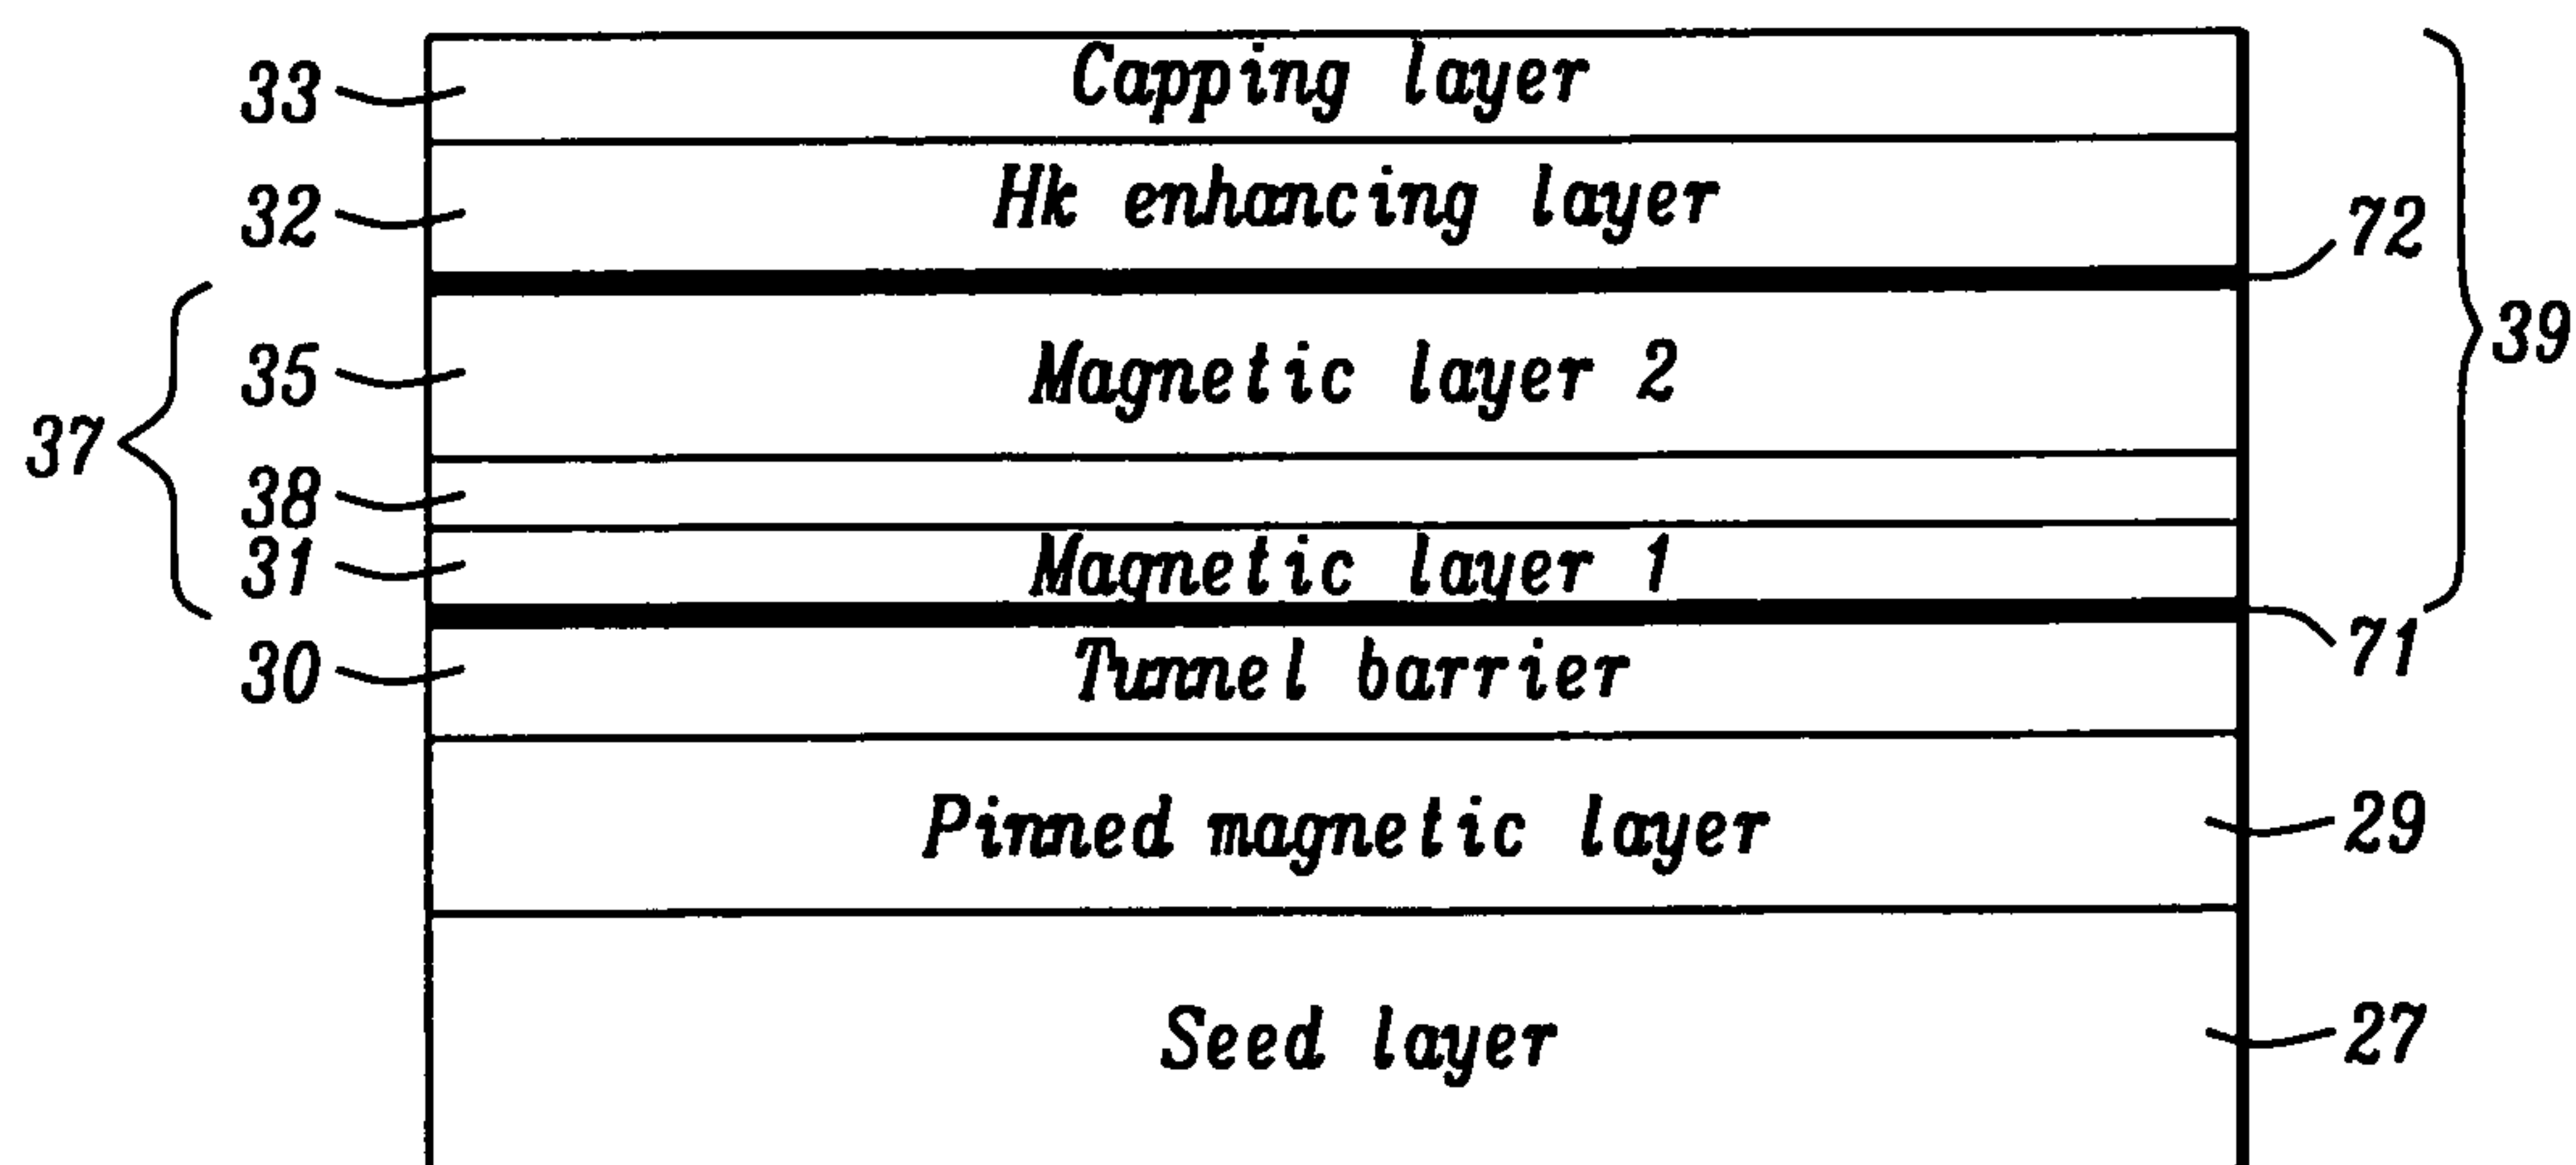 33 Capping layer
32 Hk enhancing layer
72
39
35 Magnetic layer 2
37
38
31 Magnetic layer 1
71
30 Tunnel barrier
Pinned magnetic layer 29
Seed layer 27